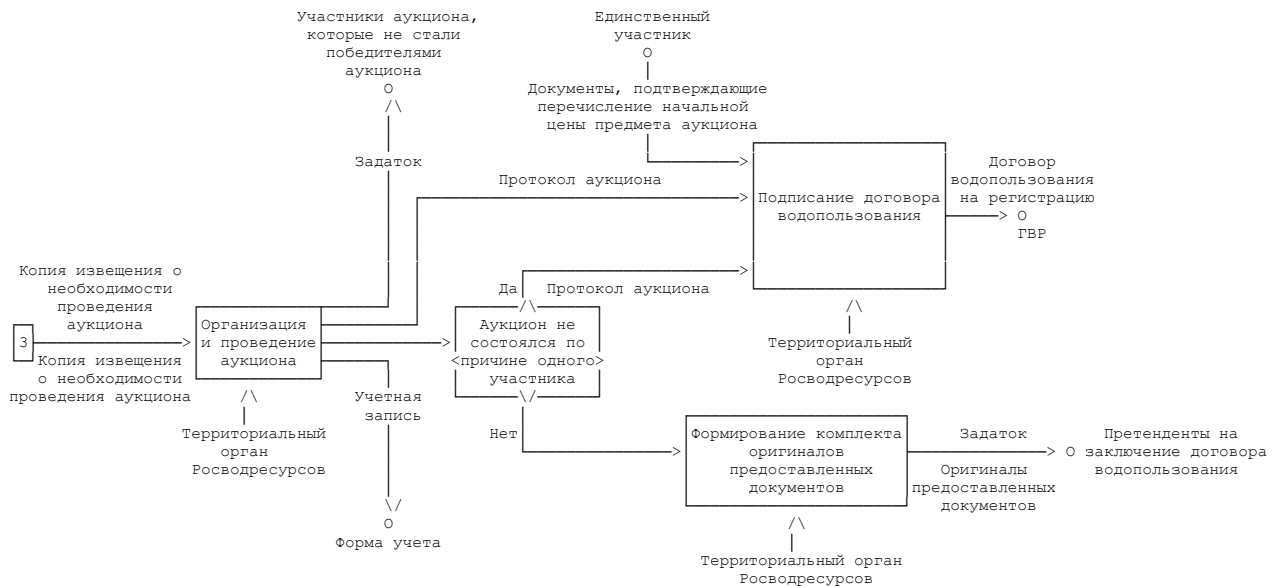 Участники аукциона,
которые не стали
победителями
аукциона
О
Единственный
участник
О
Документы, подтверждающие
перечисление начальной
цены предмета аукциона
Задаток
Протокол аукциона
Подписание договора
водопользования
Договор
водопользования
на регистрацию
О
ГВР
Копия извещения о
необходимости
проведения
аукциона
3
Копия извещения
о необходимости
проведения аукциона
Организация
и проведение
аукциона
Территориальный
орган
Росводресурсов
Да
Протокол аукциона
Аукцион не
состоялся по
причине одного
участника
Территориальный
орган
Росводресурсов
Учетная
запись
О
Форма учета
Нет
Формирование комплекта
оригиналов
предоставленных
документов
Территориальный орган
Росводресурсов
Задаток
Оригиналы
предоставленных
документов
О
Претенденты на
заключение договора
водопользования